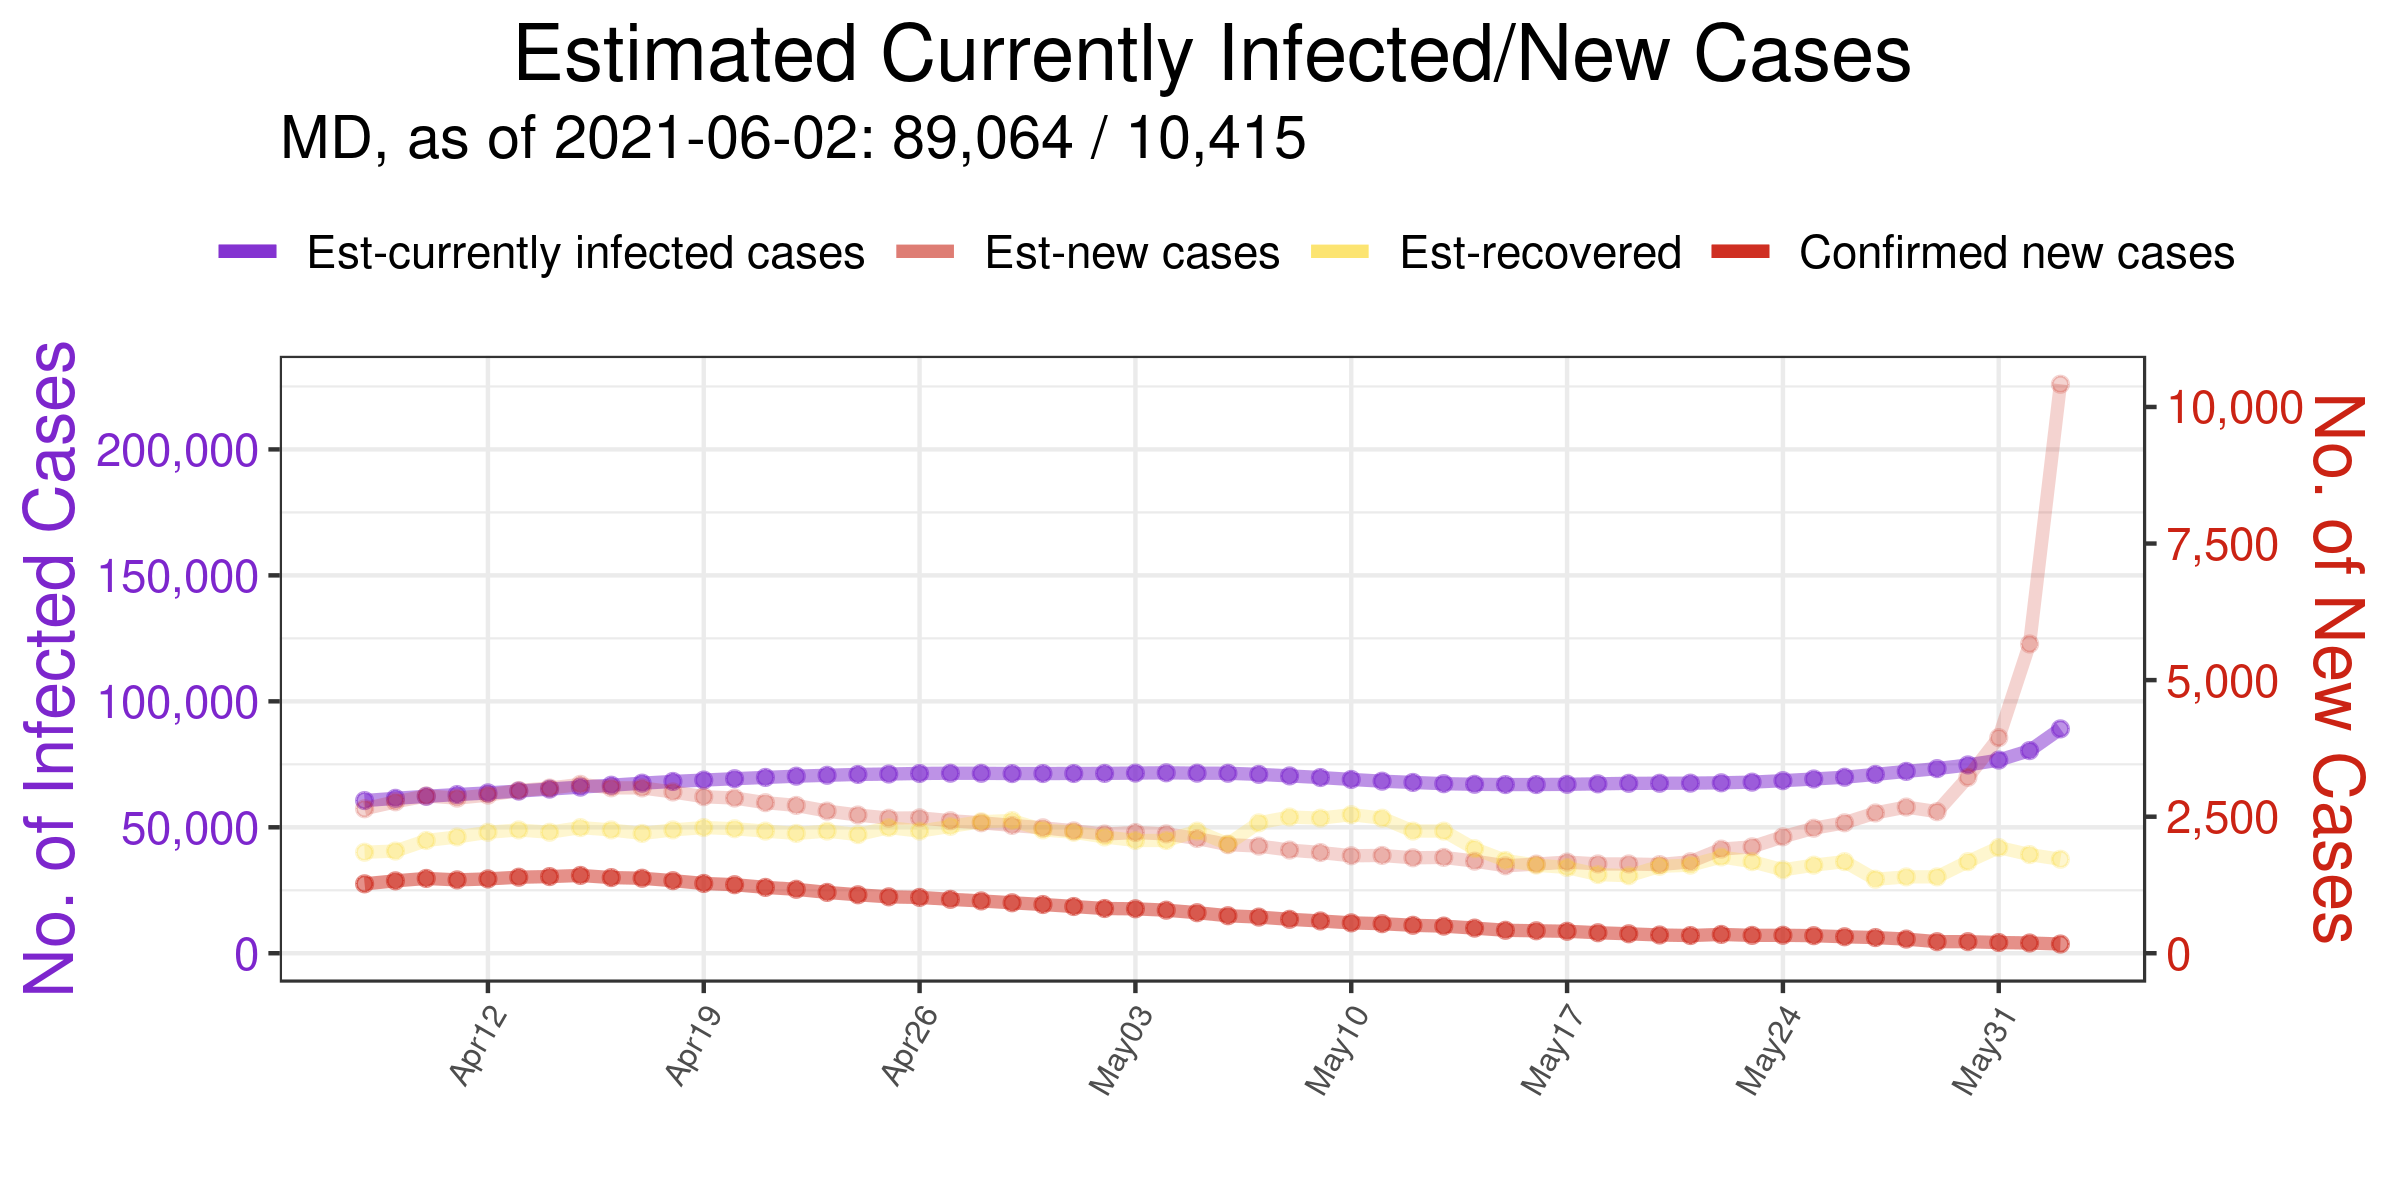 Estimated Currently Infected/New Cases
MD, as of 2021-06-02: 89,064 / 10,415
Est-currently infected cases Est-new cases Est-recovered Confirmed new cases
No. of Infected Cases
200,000
150,000
100,000
50,000
0
10,000
7,500
5,000
2,500
0
No. of New Cases
Apr12 Apr19 Apr26 May03 May10 May17 May24 May31